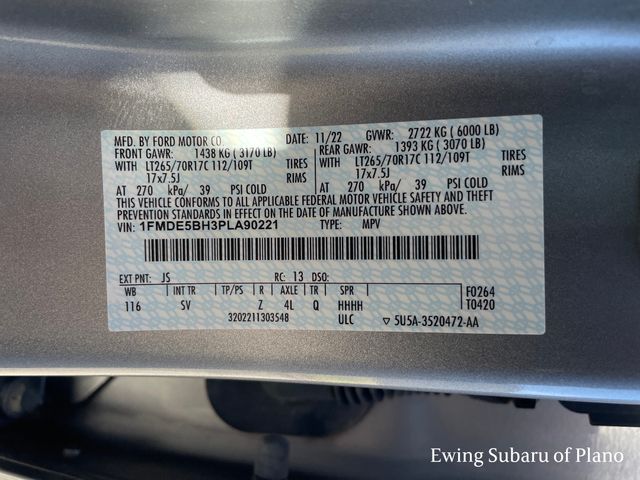 MFD. BY FORD MOTOR CO. DATE: 11/22 GVWR: 2722 KG ( 6000 LB)
FRONT GAWR: 1438 KG ( 3170 LB) REAR GAWR: 1393 KG ( 3070 LB)
WITH LT265/70R17C 112/109T TIRES WITH LT265/70R17C 112/109T TIRES
17x7.5J RIMS 17x7.5J RIMS
AT 270 kPa/ 39 PSI COLD AT 270 kPa/ 39 PSI COLD
THIS VEHICLE CONFORMS TO ALL APPLICABLE FEDERAL MOTOR VEHICLE SAFETY AND THEFT
PREVENTION STANDARDS IN EFFECT ON THE DATE OF MANUFACTURE SHOWN ABOVE.
VIN: 1FMDE5BH3PLA90221 TYPE: MPV
EXT PNT: JS RC: 13 DSO:
WB INT TR TP/PS R AXLE TR SPR F0264
116 SV Z 4L Q HHHH T0420
3202211303548 ULC ▽ 5U5A-3520472-AA
Ewing Subaru of Plano